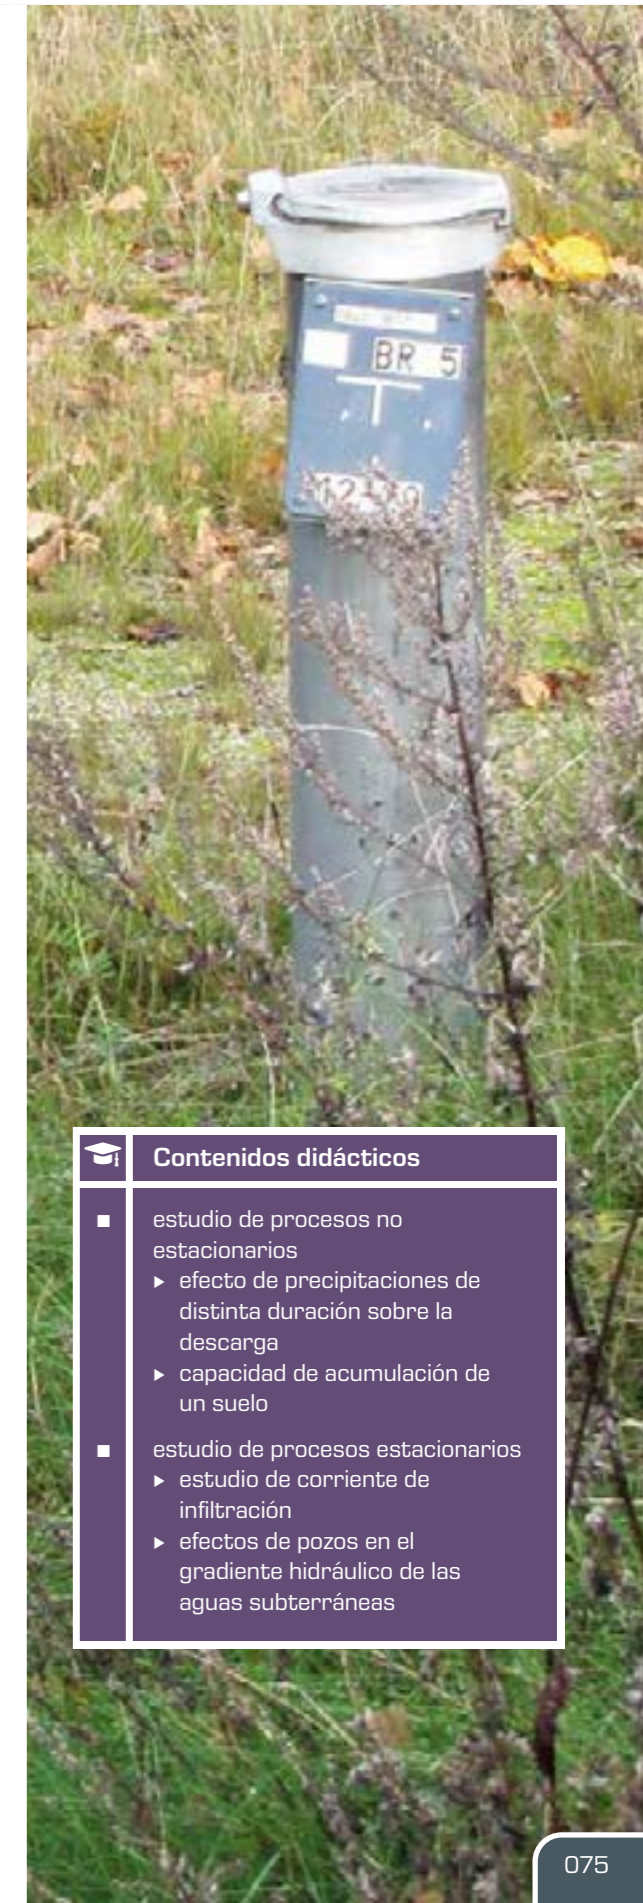 BR 5
Contenidos didácticos
■ estudio de procesos no
estacionarios
▶ efecto de precipitaciones de
distinta duración sobre la
descarga
▶ capacidad de acumulación de
un suelo
■ estudio de procesos estacionarios
▶ estudio de corriente de
infiltración
▶ efectos de pozos en el
gradiente hidráulico de las
aguas subterráneas
075